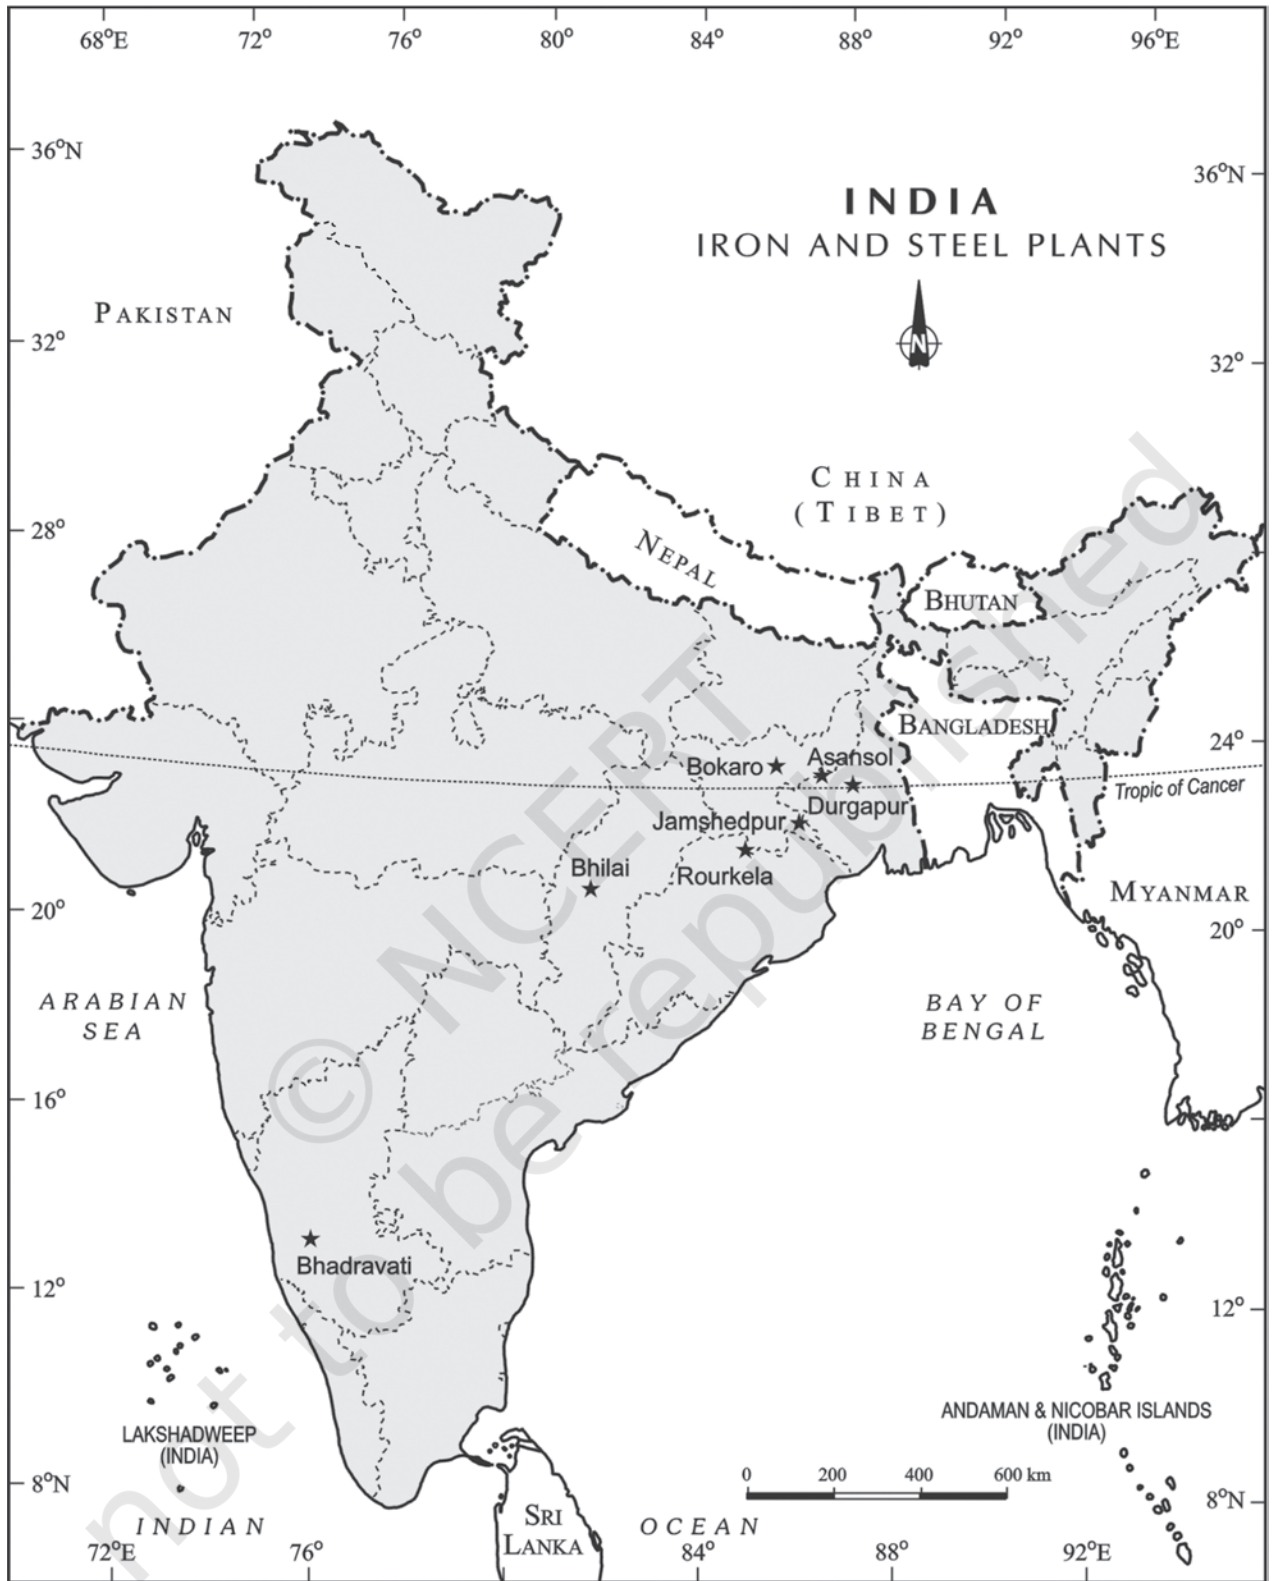 68°E 72° 76° 80° 84° 88° 92° 96°E
36°N
36°N
INDIA
IRON AND STEEL PLANTS
N
PAKISTAN
32°
32°
CHINA
(TIBET)
28°
NEPAL
BHUTAN
BANGLADESH
24°
Tropic of Cancer
Bokaro
Asansol
Durgapur
Jamshedpur
Rourkela
Bhilai
MYANMAR
20°
20°
ARABIAN
SEA
BAY OF
BENGAL
16°
Bhadravati
12°
12°
LAKSHADWEEP
(INDIA)
ANDAMAN & NICOBAR ISLANDS
(INDIA)
0 200 400 600 km
8°N
8°N
SRI
LANKA
INDIAN OCEAN
72°E 76° 84° 88° 92°E
© NCERT
not to be republished